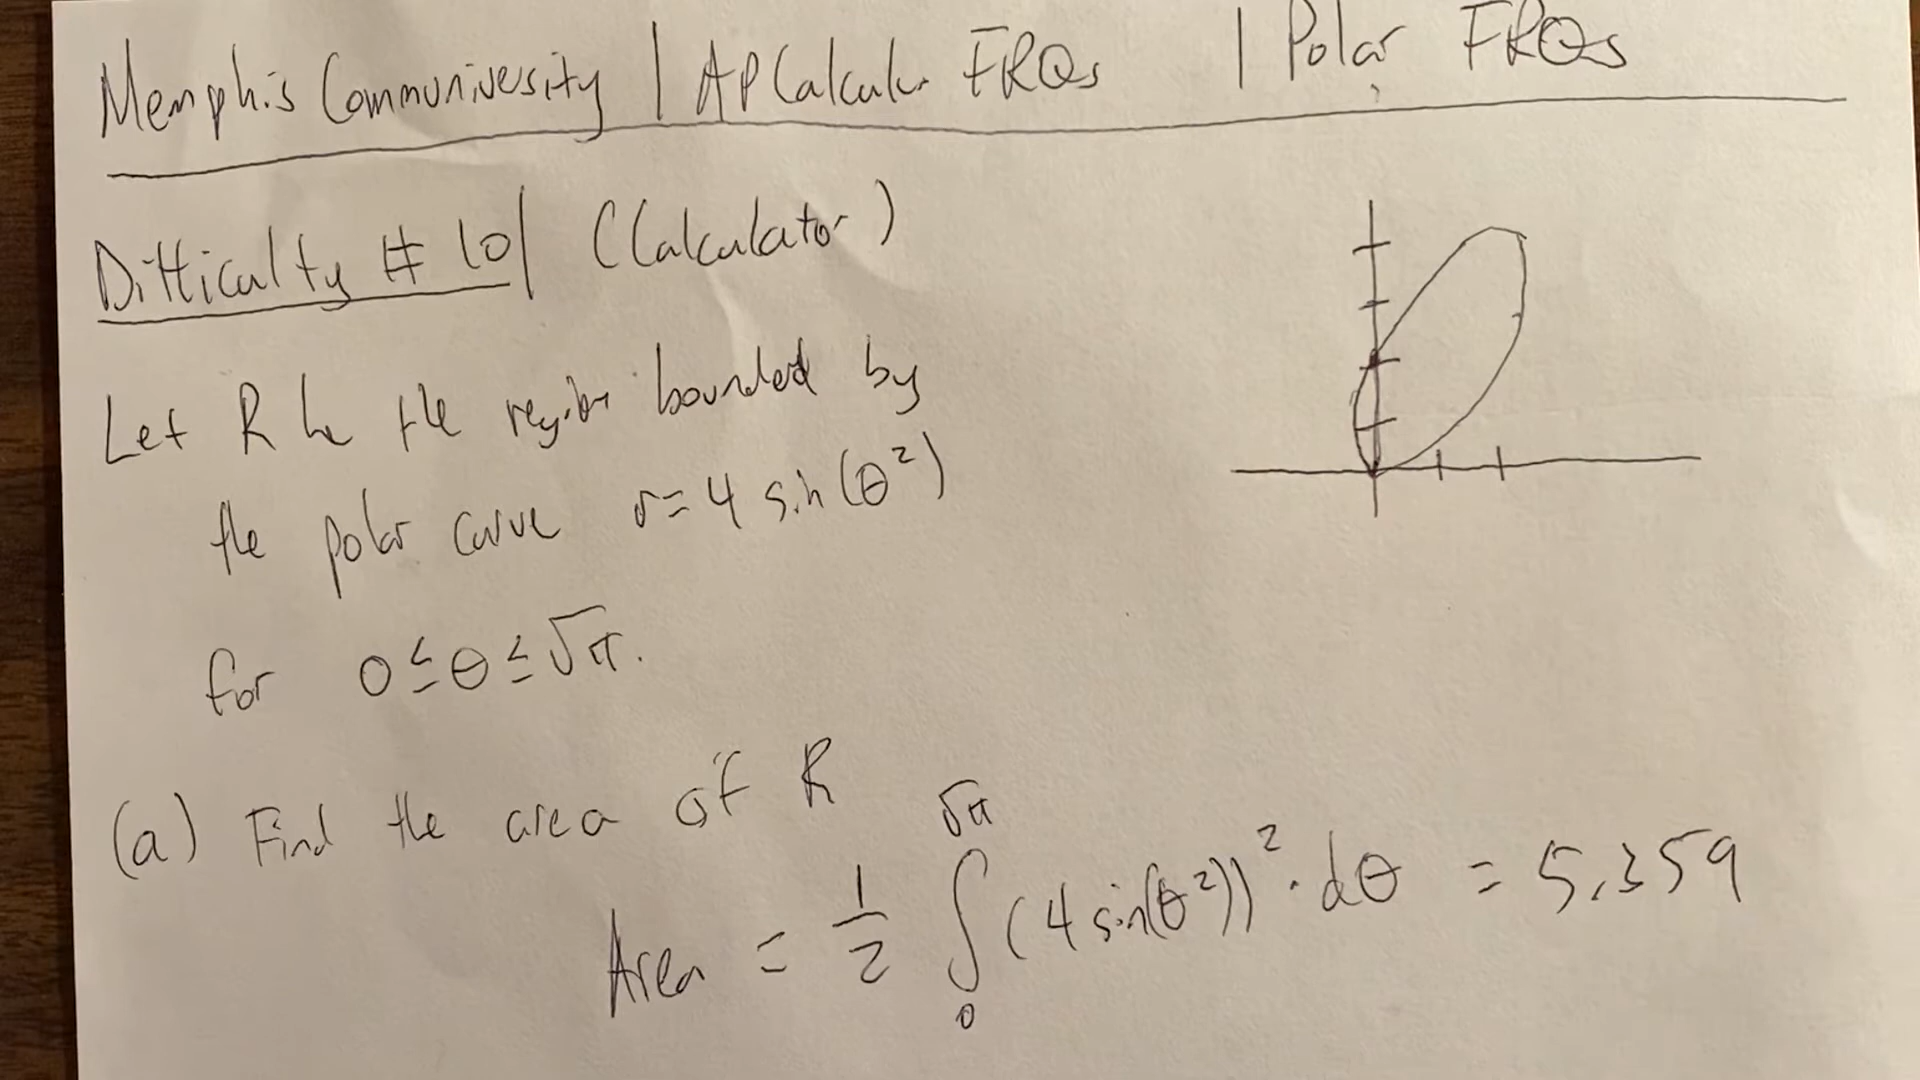 Memphis Communiversity | AP Calculus FRQs | Polar FRQs
Difficulty # 10| (Calculator)
Let R be the region bounded by
the polar curve r = 4 sin(θ²)
for 0 ≤ θ ≤ √π.
(a) Find the area of R
Area = 1/2 ∫₀^√π (4 sin(θ²))² · dθ = 5.359